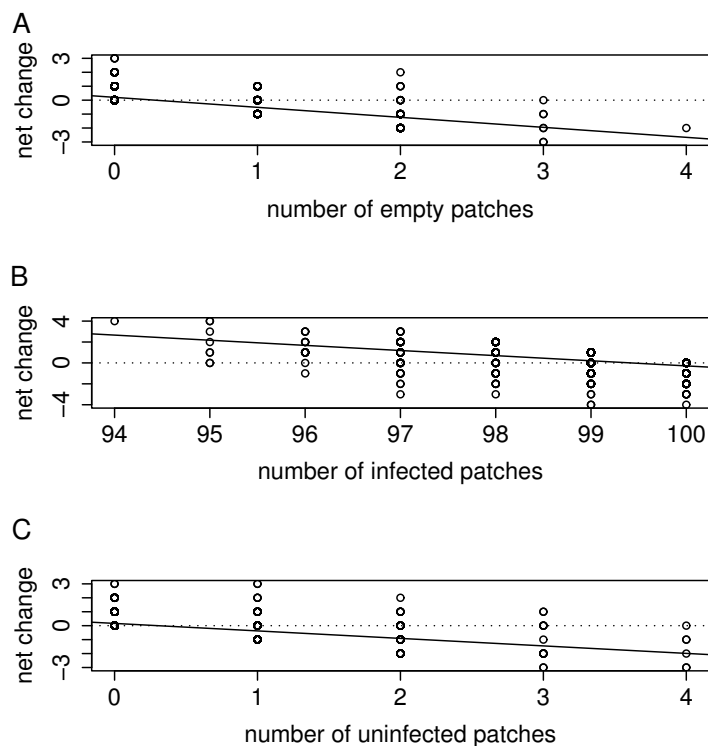 A
net change
3
0
−3
0 1 2 3 4
number of empty patches
B
net change
4
0
−4
94 95 96 97 98 99 100
number of infected patches
C
net change
3
0
−3
0 1 2 3 4
number of uninfected patches